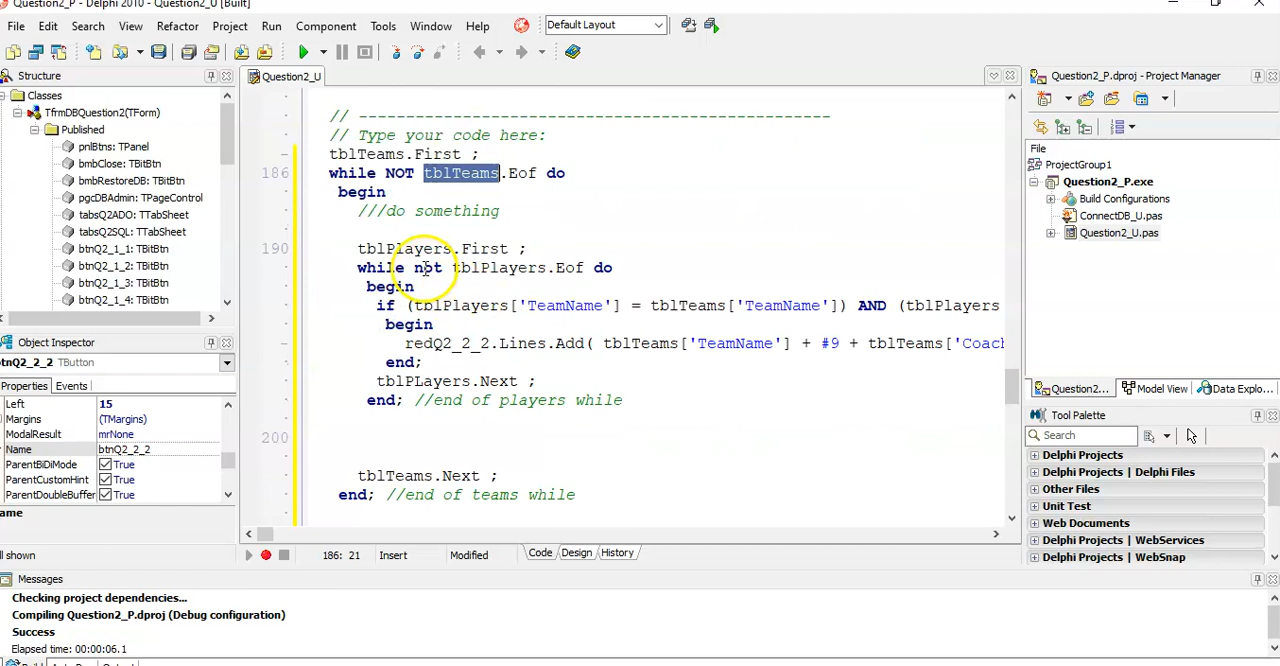 Question2_P - Delphi 2010 - Question2_U [Built]
File Edit Search View Refactor Project Run Component Tools Window Help Default Layout
Structure
Question2_U
Question2_P.dproj - Project Manager
Classes
TfrmDBQuestion2(TForm)
Published
pnlBtns: TPanel
bmbClose: TBitBtn
bmbRestoreDB: TBitBtn
pgcDBAdmin: TPageControl
tabsQ2ADO: TTabSheet
tabsQ2SQL: TTabSheet
btnQ2_1_1: TBitBtn
btnQ2_1_2: TBitBtn
btnQ2_1_3: TBitBtn
btnQ2_1_4: TBitBtn
Object Inspector
tnQ2_2_2 TButton
Properties Events
Left 15
Margins (TMargins)
ModalResult mrNone
Name btnQ2_2_2
ParentBiDiMode True
ParentCustomHint True
ParentDoubleBuffer True
ame
ll shown
// --------------------------------------------------
// Type your code here:
tblTeams.First ;
186 while NOT tblTeams.Eof do
begin
///do something
190 tblPlayers.First ;
while not tblPlayers.Eof do
begin
if (tblPlayers['TeamName'] = tblTeams['TeamName']) AND (tblPlayers
begin
redQ2_2_2.Lines.Add( tblTeams['TeamName'] + #9 + tblTeams['Coach
end;
tblPLayers.Next ;
end; //end of players while
200
tblTeams.Next ;
end; //end of teams while
186: 21 Insert Modified Code Design History
File
ProjectGroup1
Question2_P.exe
Build Configurations
ConnectDB_U.pas
Question2_U.pas
Question2... Model View Data Explo...
Tool Palette
Search
Delphi Projects
Delphi Projects | Delphi Files
Other Files
Unit Test
Web Documents
Delphi Projects | WebServices
Delphi Projects | WebSnap
Messages
Checking project dependencies...
Compiling Question2_P.dproj (Debug configuration)
Success
Elapsed time: 00:00:06.1